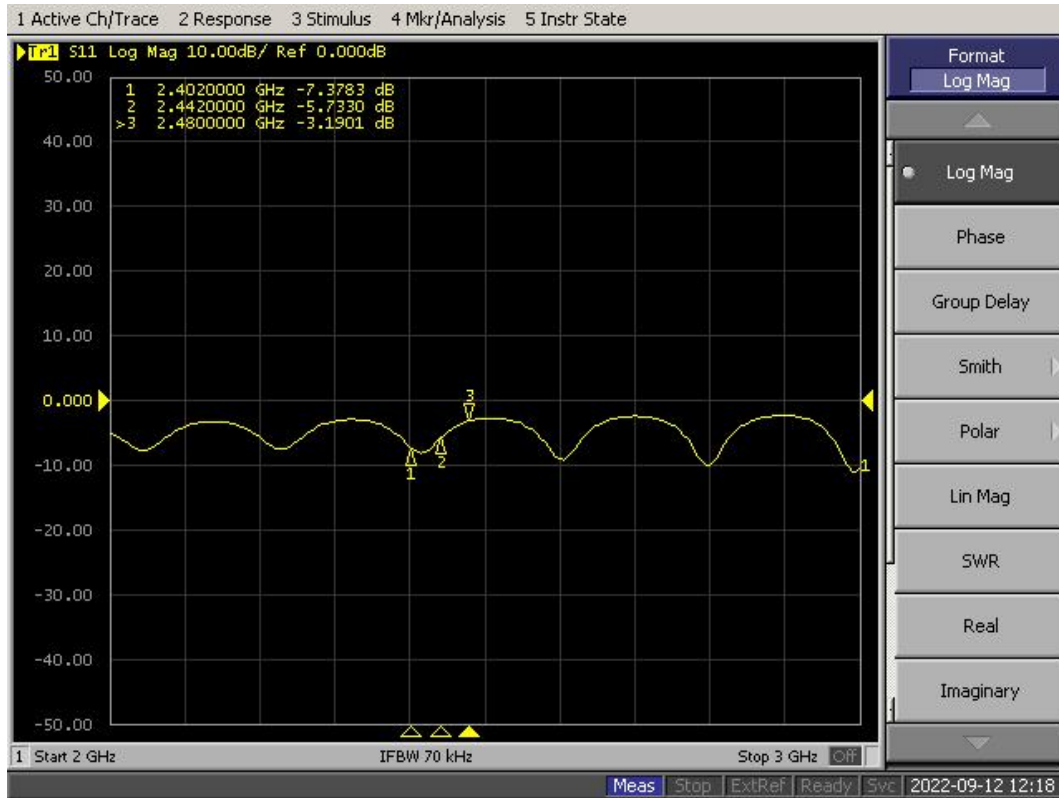 1 Active Ch/Trace 2 Response 3 Stimulus 4 Mkr/Analysis 5 Instr State
Tr1 S11 Log Mag 10.00dB/ Ref 0.000dB
50.00
1 2.4020000 GHz -7.3783 dB
2 2.4420000 GHz -5.7330 dB
>3 2.4800000 GHz -3.1901 dB
40.00
30.00
20.00
10.00
0.000
3
-10.00
1
2
1
-20.00
-30.00
-40.00
-50.00
1 Start 2 GHz IFBW 70 kHz Stop 3 GHz Off
Format
Log Mag
Log Mag
Phase
Group Delay
Smith
Polar
Lin Mag
SWR
Real
Imaginary
Meas Stop ExtRef Ready Svc 2022-09-12 12:18